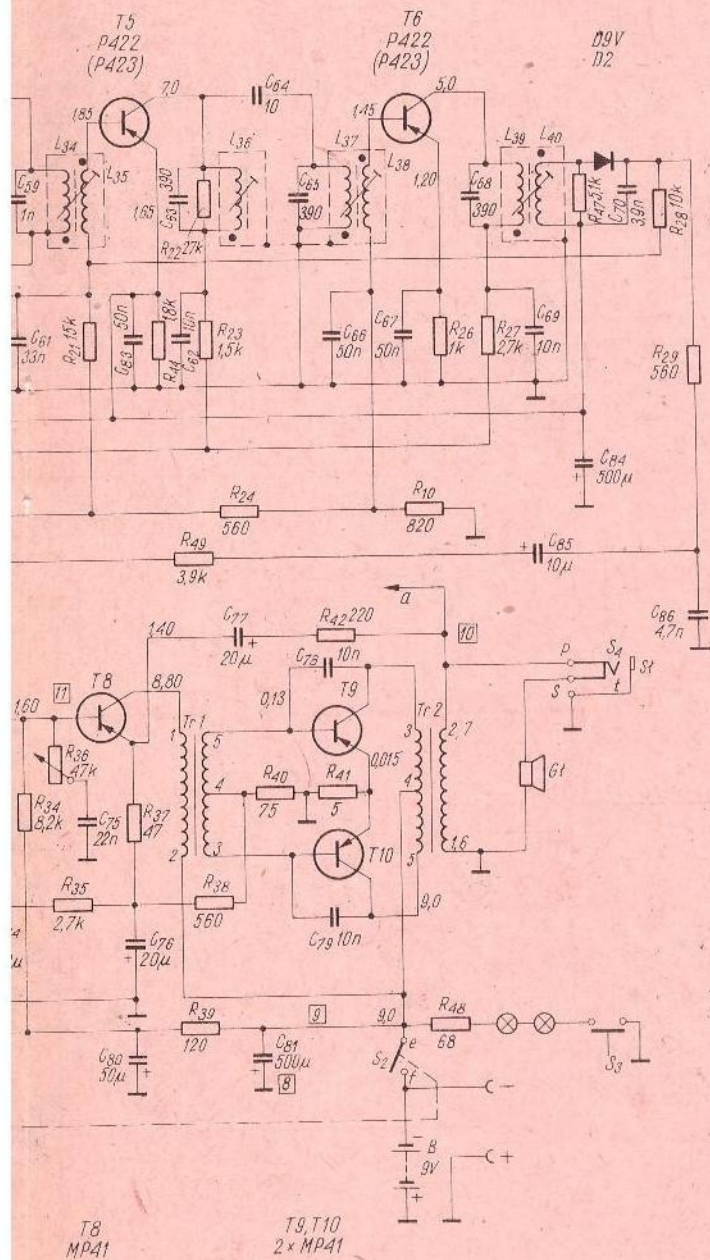 T5
P422
(P423)
T6
P422
(P423)
D9V
D2
7,0
C64
10
5,0
1,85
1,45
L34
L35
L36
L37
L38
L39
L40
C59
1n
390
C63
1,65
R22 27k
C65
390
1,20
C68
390
R47 5,1k
C70
3,9n
R28 10k
C61
33n
R21 15k
50n
C83
1,8k
R44
10n
C62
R23
1,5k
C66
50n
C67
50n
R26
1k
R27
2,7k
C69
10n
R29
560
C84
+ 500µ
R24
560
R10
820
R49
3,9k
+ C85
10µ
a
C86
4,7n
1,40
C77
20µ +
R42 220
10
C78
10n
P
S4
St
S
t
11
1,60
T8
8,80
0,13
T9
Tr1
Tr2
1
5
3
2,7
R36
47k
0,015
4
R40
75
R41
5
4
Gt
R34
8,2k
C75
22n
R37
47
2
3
T10
5
1,6
R35
2,7k
R38
560
9,0
C79 10n
C76
+ 20µ
R39
120
9
9,0
R48
68
C80
50µ +
C81
+ 500µ
8
S2
e
f
S3
-
-
B
9V
+
+
T8
MP41
T9,T10
2 x MP41